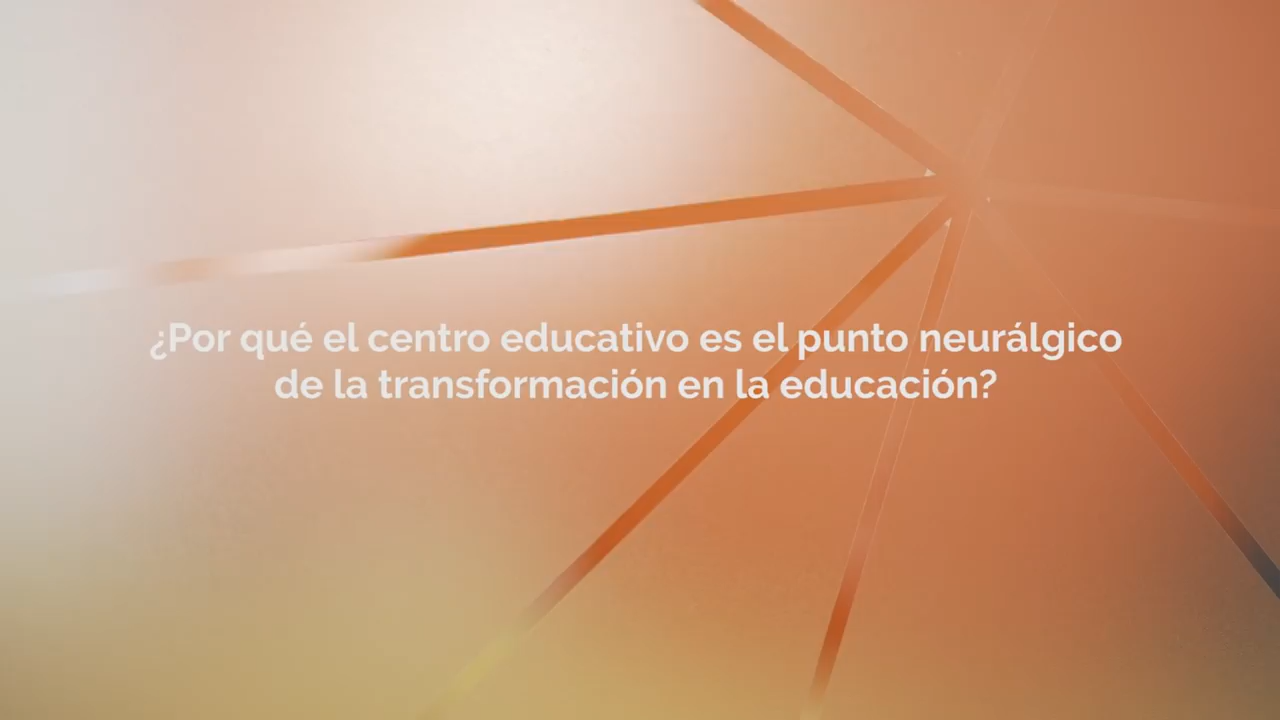 ¿Por qué el centro educativo es el punto neurálgico
de la transformación en la educación?